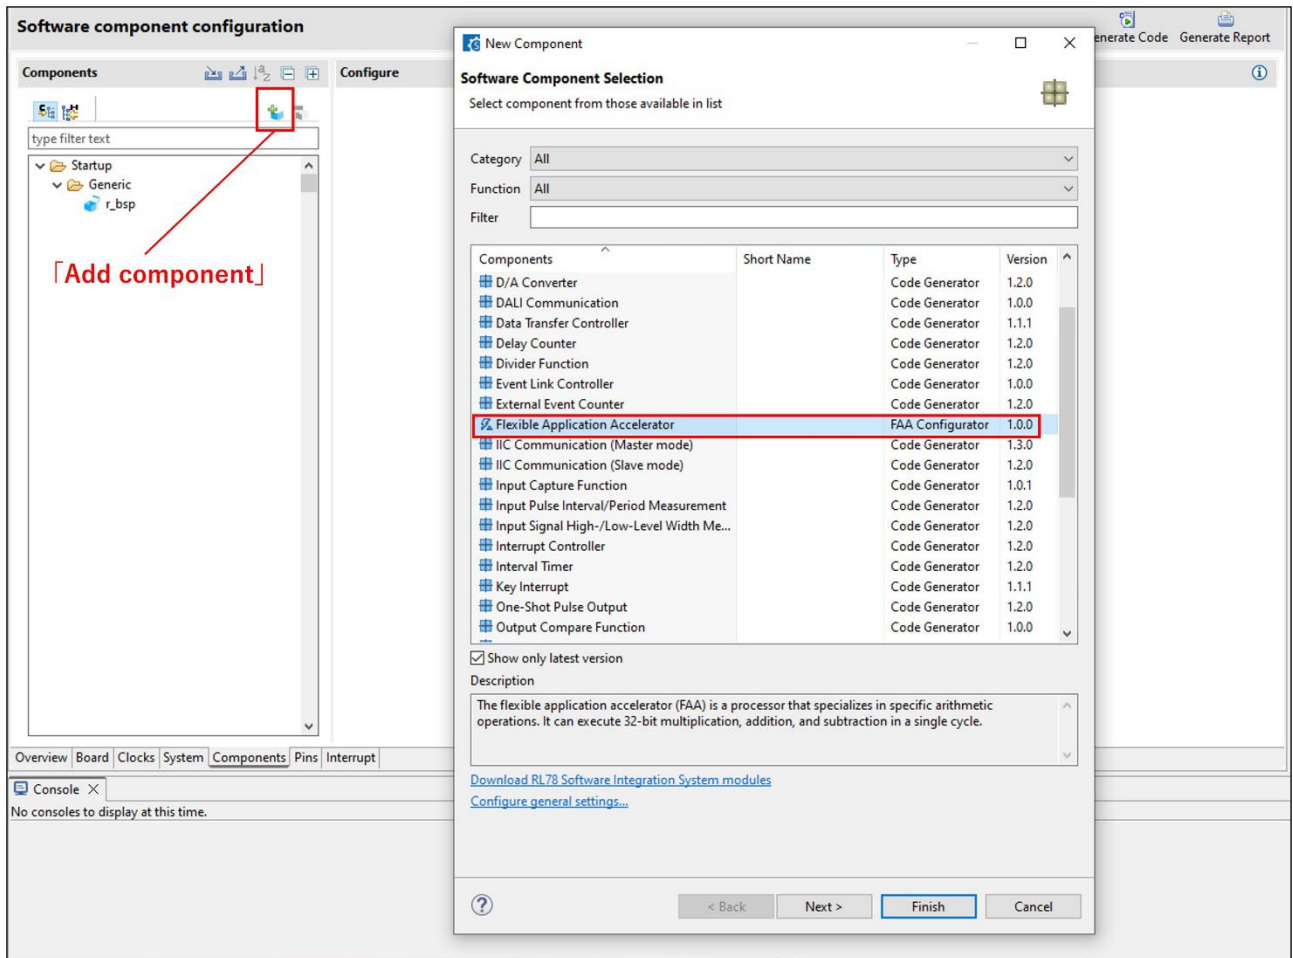 Software component configuration
enerate Code Generate Report
Components
Configure
type filter text
Startup
Generic
r_bsp
「Add component」
New Component
Software Component Selection
Select component from those available in list
Category All
Function All
Filter
Components Short Name Type Version
D/A Converter Code Generator 1.2.0
DALI Communication Code Generator 1.0.0
Data Transfer Controller Code Generator 1.1.1
Delay Counter Code Generator 1.2.0
Divider Function Code Generator 1.2.0
Event Link Controller Code Generator 1.0.0
External Event Counter Code Generator 1.2.0
Flexible Application Accelerator FAA Configurator 1.0.0
IIC Communication (Master mode) Code Generator 1.3.0
IIC Communication (Slave mode) Code Generator 1.2.0
Input Capture Function Code Generator 1.0.1
Input Pulse Interval/Period Measurement Code Generator 1.2.0
Input Signal High-/Low-Level Width Me... Code Generator 1.2.0
Interrupt Controller Code Generator 1.2.0
Interval Timer Code Generator 1.2.0
Key Interrupt Code Generator 1.1.1
One-Shot Pulse Output Code Generator 1.2.0
Output Compare Function Code Generator 1.0.0
Show only latest version
Description
The flexible application accelerator (FAA) is a processor that specializes in specific arithmetic
operations. It can execute 32-bit multiplication, addition, and subtraction in a single cycle.
Download RL78 Software Integration System modules
Configure general settings...
< Back Next > Finish Cancel
Overview Board Clocks System Components Pins Interrupt
Console
No consoles to display at this time.